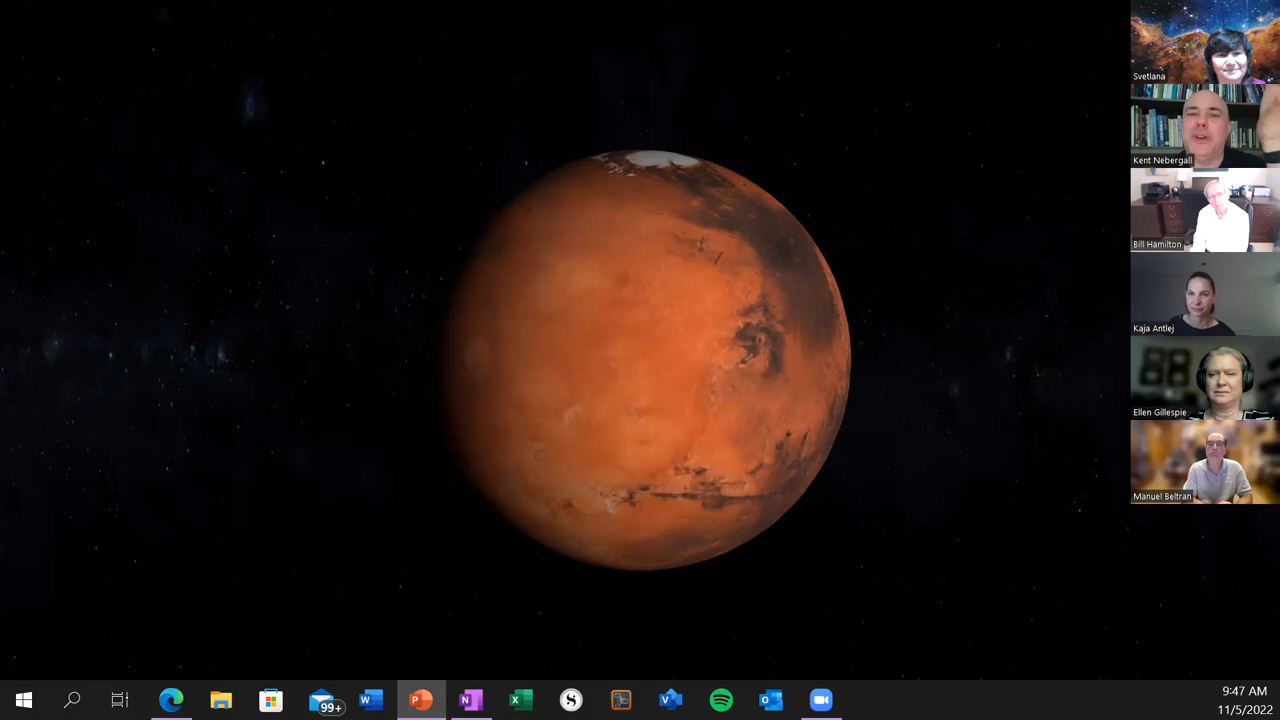 Svetlana
Kent Nebergall
Bill Hamilton
Kaja Antlej
Ellen Gillespie
Manuel Beltran
99+
W
P
N
X
S
V
O
9:47 AM
11/5/2022